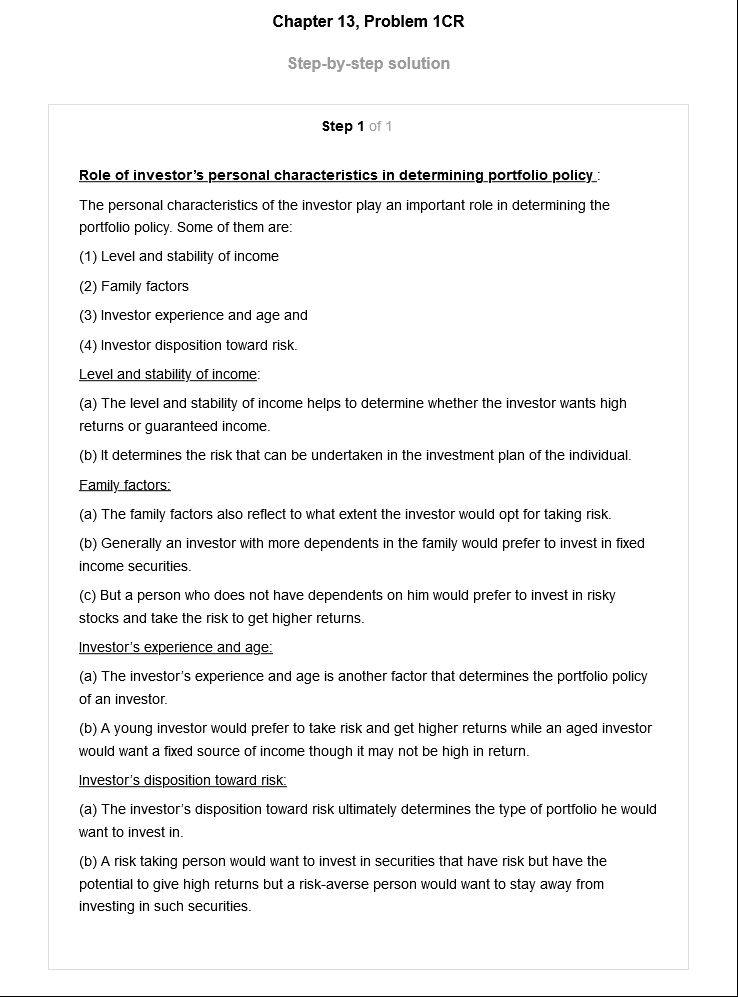 Chapter 13, Problem 1CR
Step-by-step solution
Step 1 of 1
Role of investor's personal characteristics in determining portfolio policy :
The personal characteristics of the investor play an important role in determining the
portfolio policy. Some of them are:
(1) Level and stability of income
(2) Family factors
(3) Investor experience and age and
(4) Investor disposition toward risk.
Level and stability of income:
(a) The level and stability of income helps to determine whether the investor wants high
returns or guaranteed income.
(b) It determines the risk that can be undertaken in the investment plan of the individual.
Family factors:
(a) The family factors also reflect to what extent the investor would opt for taking risk.
(b) Generally an investor with more dependents in the family would prefer to invest in fixed
income securities.
(c) But a person who does not have dependents on him would prefer to invest in risky
stocks and take the risk to get higher returns.
Investor's experience and age:
(a) The investor's experience and age is another factor that determines the portfolio policy
of an investor.
(b) A young investor would prefer to take risk and get higher returns while an aged investor
would want a fixed source of income though it may not be high in return.
Investor's disposition toward risk:
(a) The investor's disposition toward risk ultimately determines the type of portfolio he would
want to invest in.
(b) A risk taking person would want to invest in securities that have risk but have the
potential to give high returns but a risk-averse person would want to stay away from
investing in such securities.